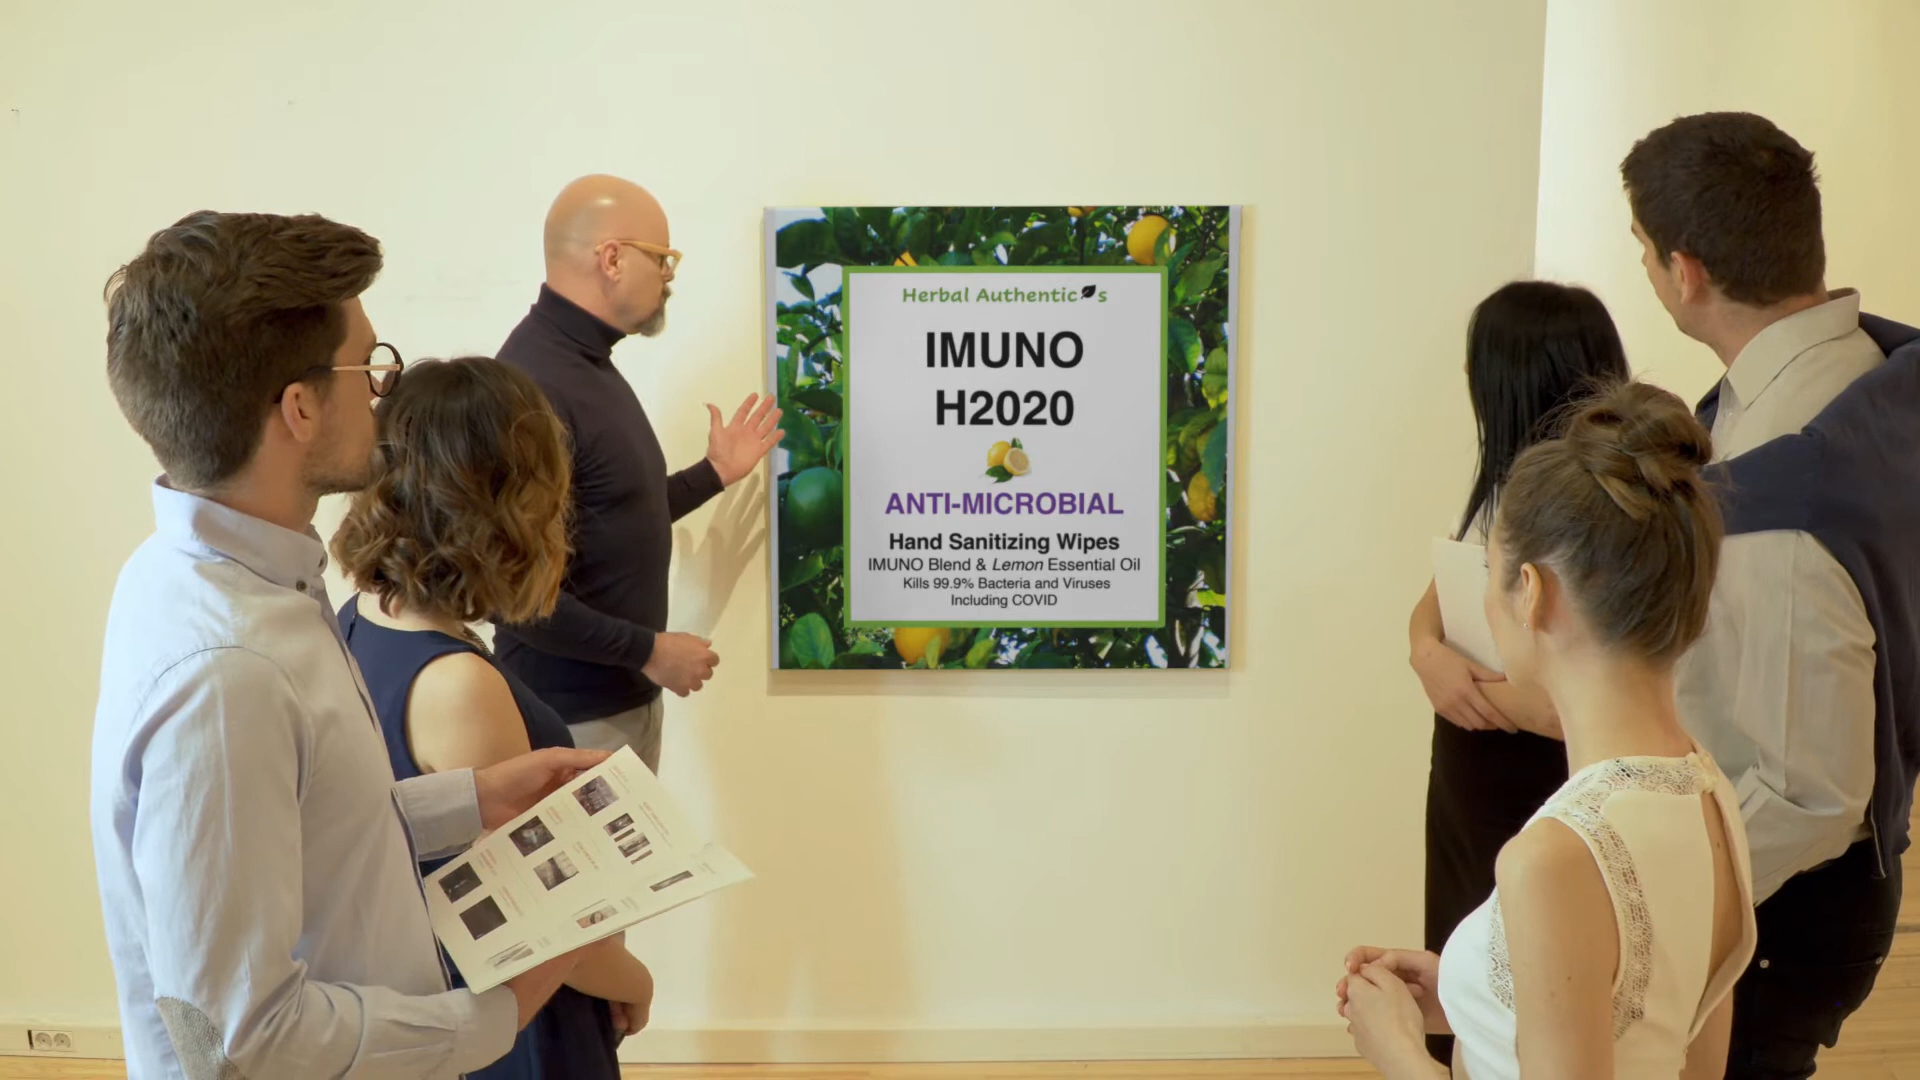 Herbal Authentic's
IMUNO
H2020
ANTI-MICROBIAL
Hand Sanitizing Wipes
IMUNO Blend & Lemon Essential Oil
Kills 99.9% Bacteria and Viruses
Including COVID